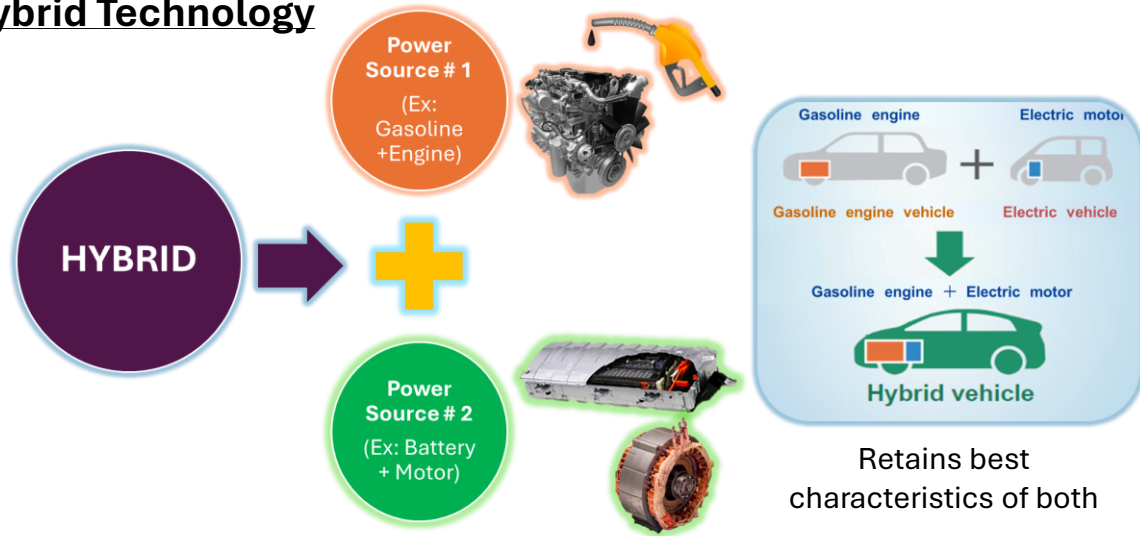 ybrid Technology
Power
Source # 1
(Ex:
Gasoline
+Engine)
HYBRID
Power
Source # 2
(Ex: Battery
+ Motor)
Gasoline engine
Electric motor
Gasoline engine vehicle
Electric vehicle
Gasoline engine + Electric motor
Hybrid vehicle
Retains best
characteristics of both